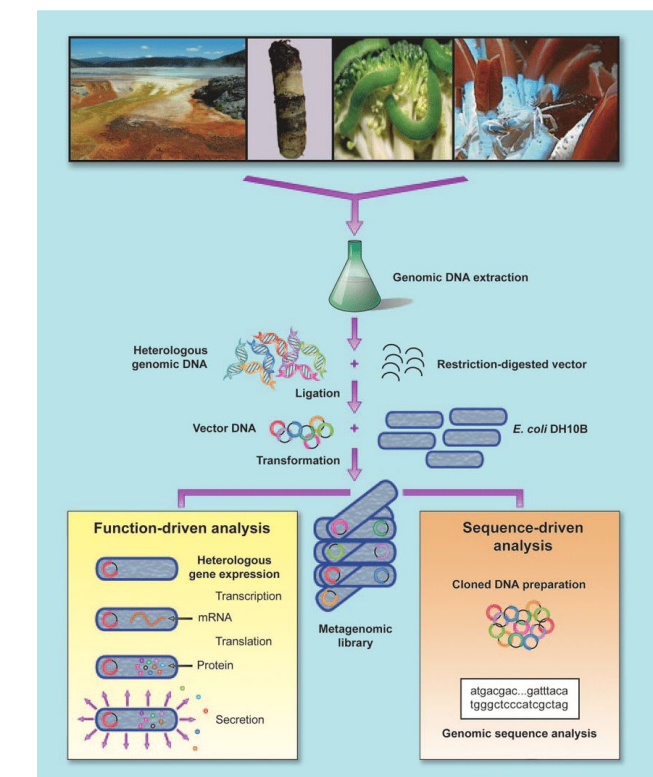 Genomic DNA extraction
Heterologous
genomic DNA
+
Restriction-digested vector
Ligation
Vector DNA
+
E. coli DH10B
Transformation
Function-driven analysis
Heterologous
gene expression
Transcription
mRNA
Translation
Protein
Secretion
Metagenomic
library
Sequence-driven
analysis
Cloned DNA preparation
atgacgac...gatttaca
tgggctcccatcgctag
Genomic sequence analysis